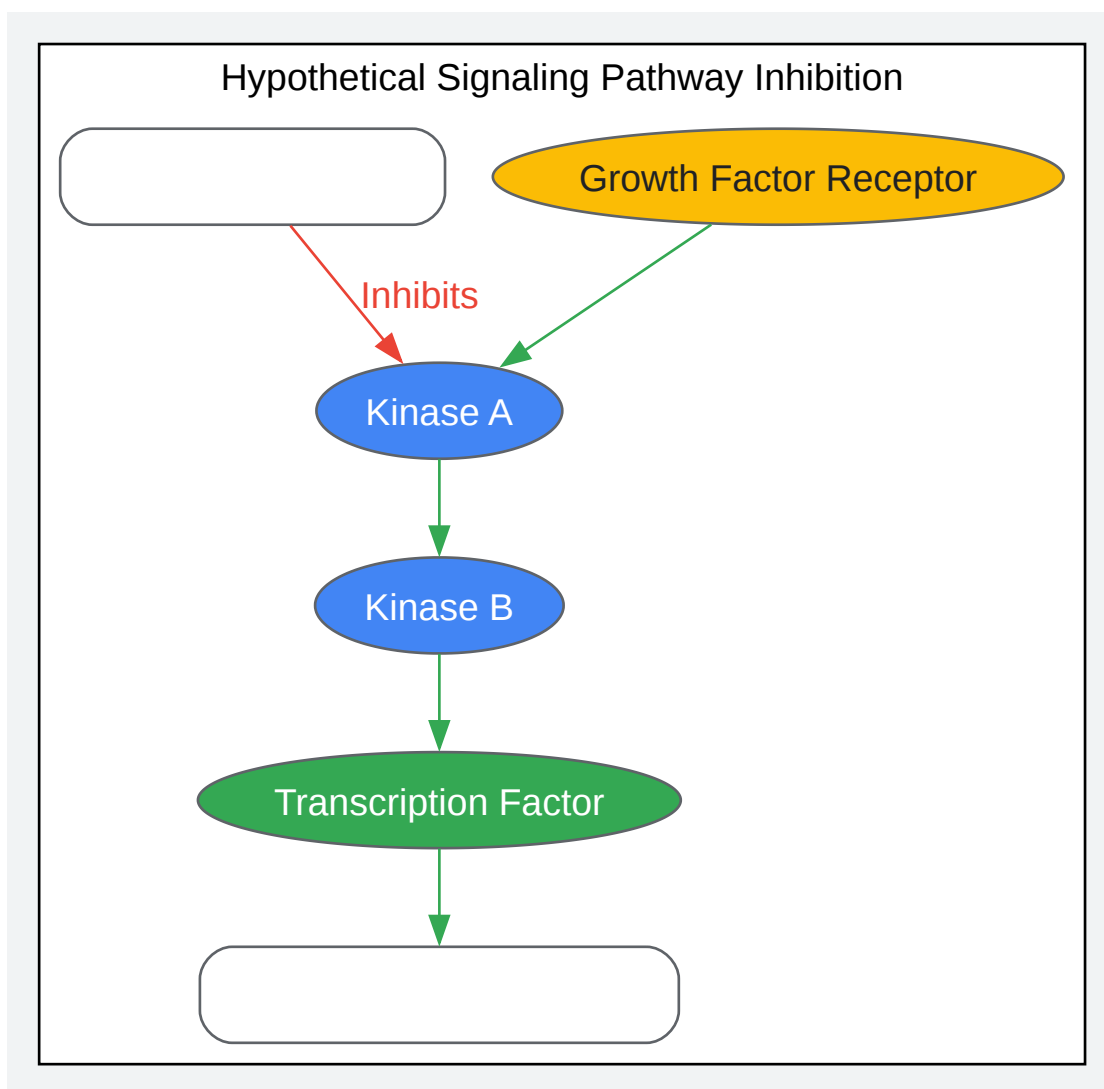 Hypothetical Signaling Pathway Inhibition
Growth Factor Receptor
Inhibits
Kinase A
Kinase B
Transcription Factor